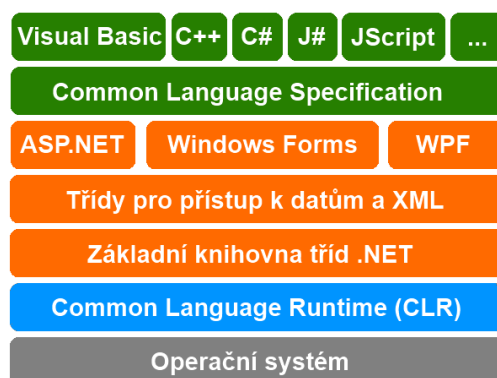 Visual Basic C++ C# J# JScript ...
Common Language Specification
ASP.NET Windows Forms WPF
Třídy pro přístup k datům a XML
Základní knihovna tříd .NET
Common Language Runtime (CLR)
Operační systém